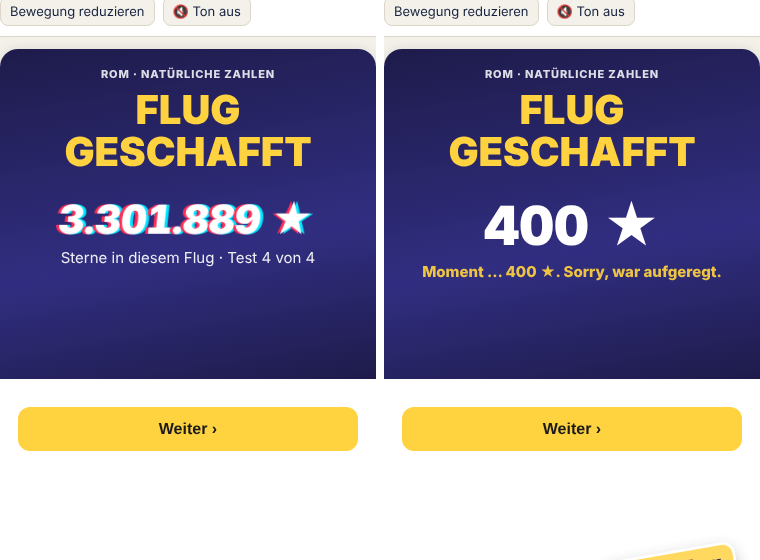 Bewegung reduzieren
🔇 Ton aus
ROM · NATÜRLICHE ZAHLEN
FLUG
GESCHAFFT
3.301.889 ★
Sterne in diesem Flug · Test 4 von 4
Weiter ›
Bewegung reduzieren
🔇 Ton aus
ROM · NATÜRLICHE ZAHLEN
FLUG
GESCHAFFT
400 ★
Moment … 400 ★. Sorry, war aufgeregt.
Weiter ›